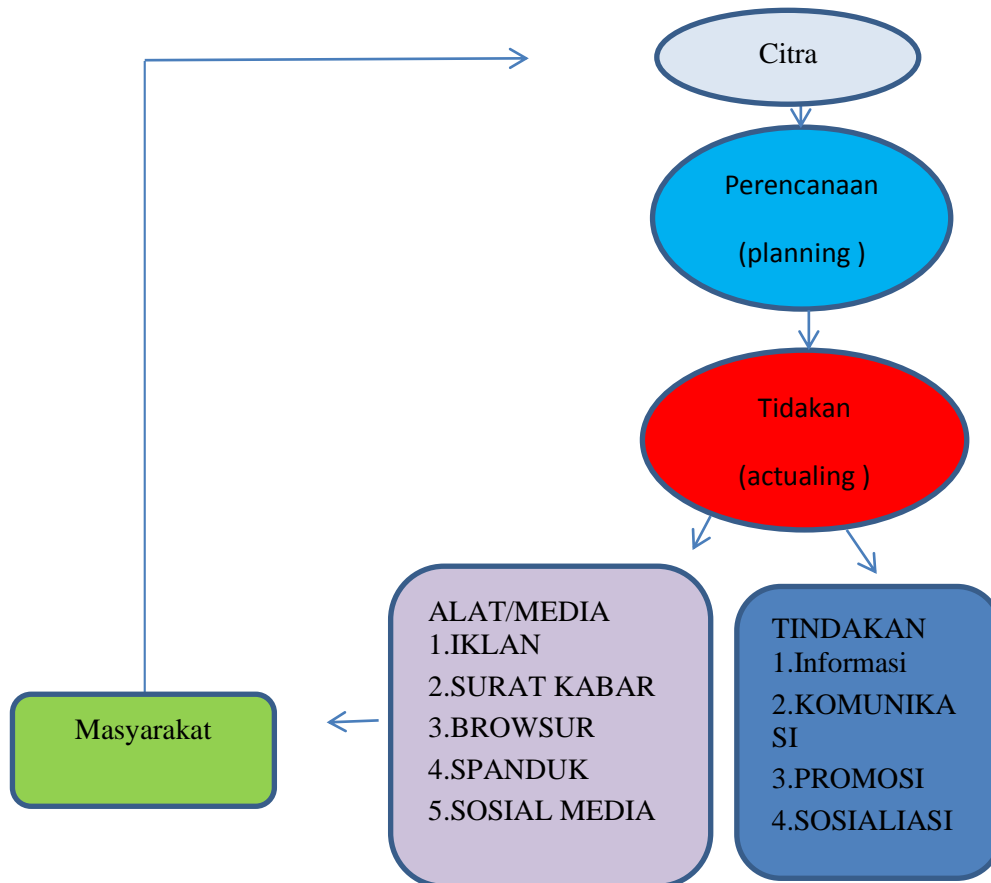 Citra
Perencanaan
(planning )
Tidakan
(actualing )
ALAT/MEDIA
1.IKLAN
2.SURAT KABAR
3.BROWSUR
4.SPANDUK
5.SOSIAL MEDIA
TINDAKAN
1.Informasi
2.KOMUNIKA
SI
3.PROMOSI
4.SOSIALIASI
Masyarakat